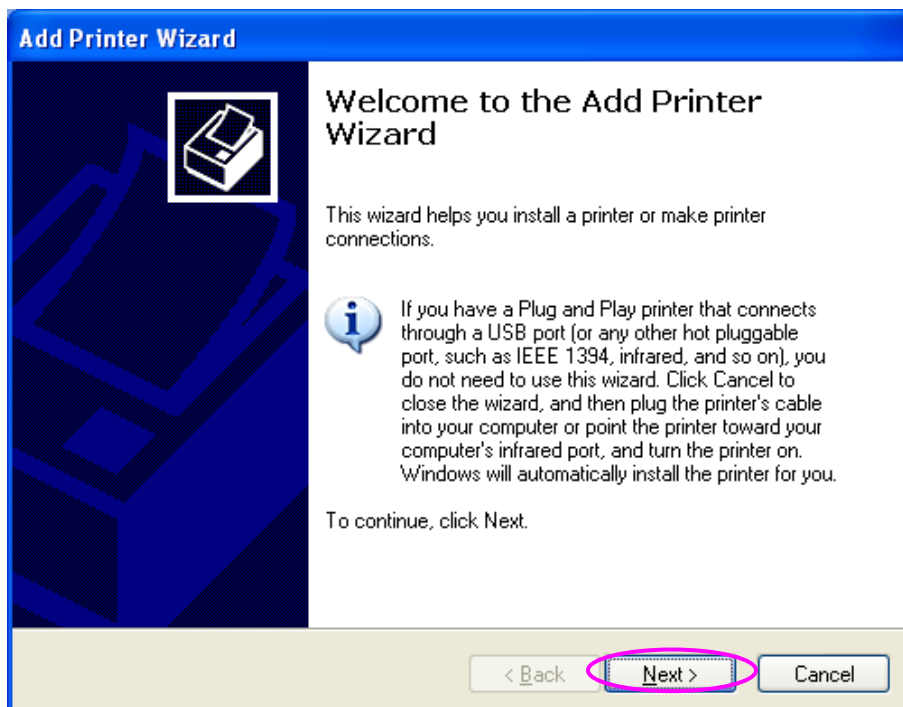 Add Printer Wizard
Welcome to the Add Printer
Wizard
This wizard helps you install a printer or make printer
connections.
If you have a Plug and Play printer that connects
through a USB port (or any other hot pluggable
port, such as IEEE 1394, infrared, and so on), you
do not need to use this wizard. Click Cancel to
close the wizard, and then plug the printer's cable
into your computer or point the printer toward your
computer's infrared port, and turn the printer on.
Windows will automatically install the printer for you.
To continue, click Next.
< Back Next > Cancel